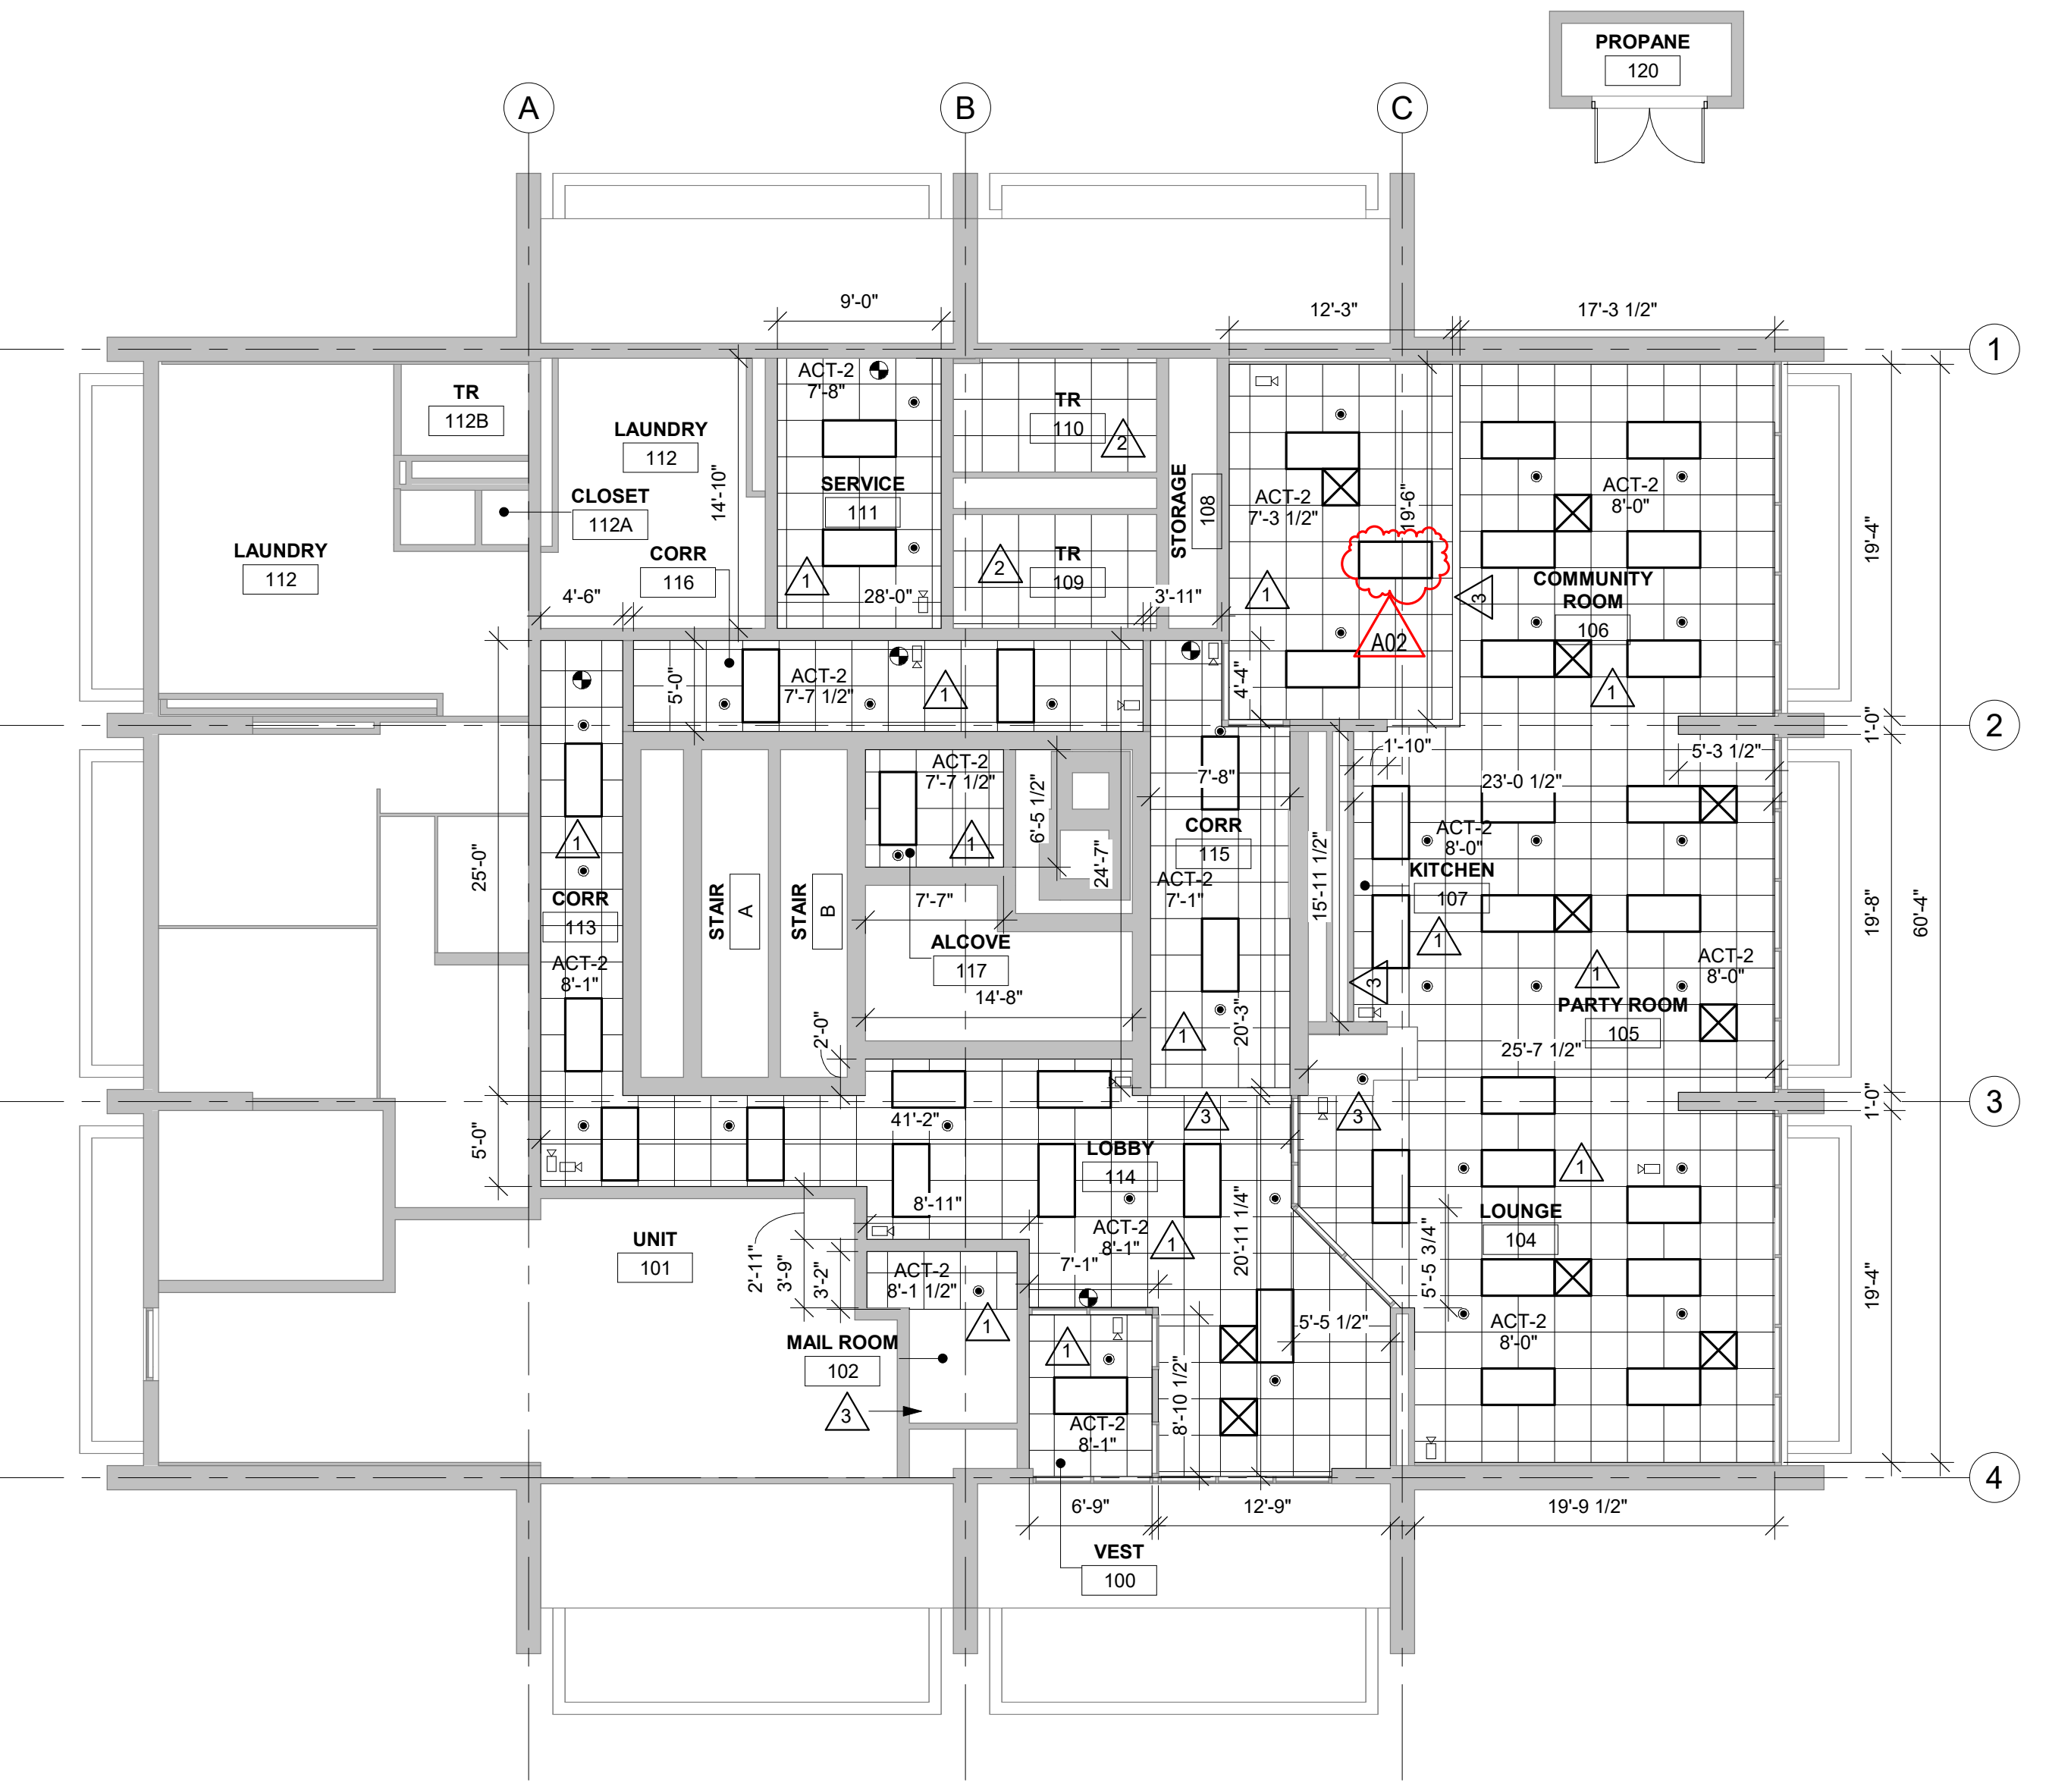 PROPANE
120
A
B
C
9'-0"
12'-3"
17'-3 1/2"
1
ACT-2
7'-8"
TR
112B
TR
110
2
LAUNDRY
112
14'-10"
SERVICE
111
STORAGE
108
ACT-2
7'-3 1/2"
19'-6"
ACT-2
8'-0"
CLOSET
112A
LAUNDRY
112
CORR
116
1
2
TR
109
1
3
COMMUNITY
ROOM
106
19'-4"
4'-6"
28'-0"
3'-11"
A02
5'-0"
ACT-2
7'-7 1/2"
1
4'-4"
1
2
1'-0"
1'-10"
5'-3 1/2"
ACT-2
7'-7 1/2"
6'-5 1/2"
7'-8"
23'-0 1/2"
1
1
CORR
115
ACT-2
8'-0"
25'-0"
24'-7"
ACT-2
7'-1"
15'-11 1/2"
KITCHEN
107
CORR
113
STAIR
A
STAIR
B
7'-7"
1
19'-8"
60'-4"
ALCOVE
117
ACT-2
8'-1"
ACT-2
8'-0"
14'-8"
3
1
PARTY ROOM
105
2'-0"
1
20'-3"
25'-7 1/2"
3
1'-0"
3
3
41'-2"
5'-0"
LOBBY
114
1
8'-11"
LOUNGE
104
UNIT
101
ACT-2
8'-1"
1
20'-11 1/4"
5'-5 3/4"
7'-1"
2'-11"
3'-9"
3'-2"
ACT-2
8'-1 1/2"
19'-4"
1
5'-5 1/2"
ACT-2
8'-0"
MAIL ROOM
102
1
8'-10 1/2"
3
ACT-2
8'-1"
4
6'-9"
12'-9"
19'-9 1/2"
VEST
100